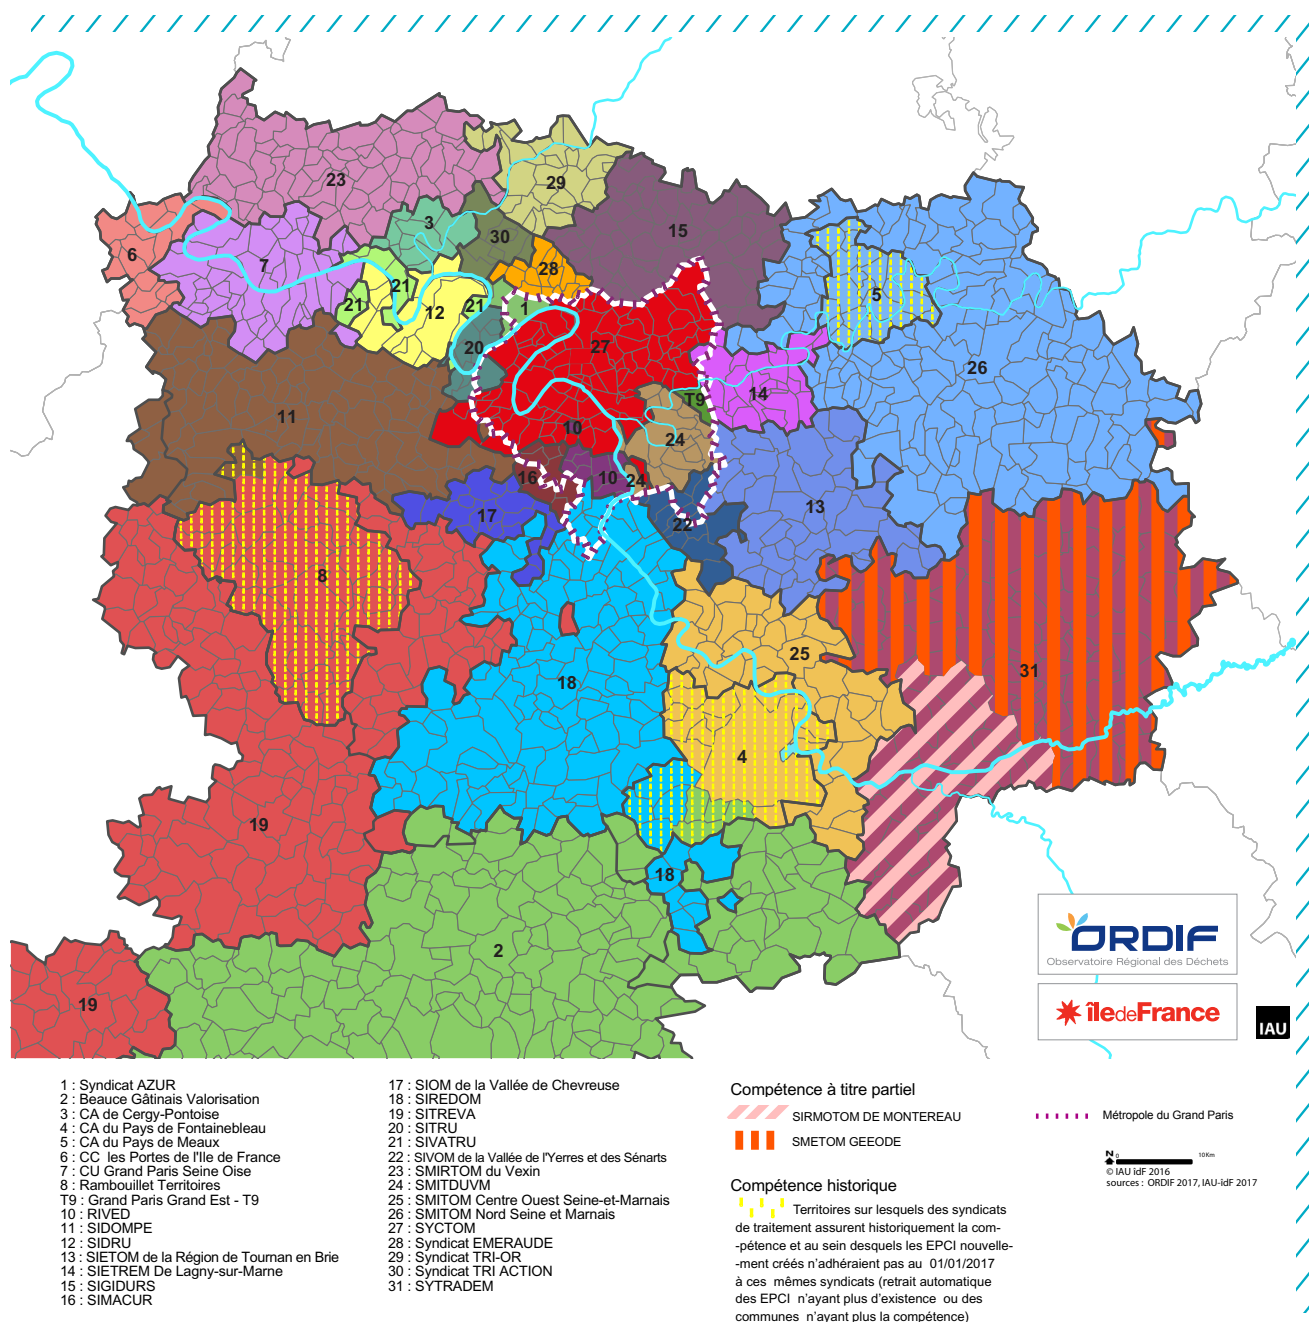 23
29
3
15
30
6
7
28
21
5
21
12
21
1
27
20
26
14
T9
11
10
24
16
10
24
17
13
22
8
25
31
18
4
19
18
2
19
ORDIF
Observatoire Régional des Déchets
îledeFrance
IAU
1 : Syndicat AZUR
2 : Beauce Gâtinais Valorisation
3 : CA de Cergy-Pontoise
4 : CA du Pays de Fontainebleau
5 : CA du Pays de Meaux
6 : CC les Portes de l'Ile de France
7 : CU Grand Paris Seine Oise
8 : Rambouillet Territoires
T9 : Grand Paris Grand Est - T9
10 : RIVED
11 : SIDOMPE
12 : SIDRU
13 : SIETOM de la Région de Tournan en Brie
14 : SIETREM De Lagny-sur-Marne
15 : SIGIDURS
16 : SIMACUR
17 : SIOM de la Vallée de Chevreuse
18 : SIREDOM
19 : SITREVA
20 : SITRU
21 : SIVATRU
22 : SIVOM de la Vallée de l'Yerres et des Sénarts
23 : SMIRTOM du Vexin
24 : SMITDUVM
25 : SMITOM Centre Ouest Seine-et-Marnais
26 : SMITOM Nord Seine et Marnais
27 : SYCTOM
28 : Syndicat EMERAUDE
29 : Syndicat TRI-OR
30 : Syndicat TRI ACTION
31 : SYTRADEM
Compétence à titre partiel
SIRMOTOM DE MONTEREAU
SMETOM GEEODE
Compétence historique
Territoires sur lesquels des syndicats
de traitement assurent historiquement la com-
-pétence et au sein desquels les EPCI nouvelle-
-ment créés n'adhéraient pas au 01/01/2017
à ces mêmes syndicats (retrait automatique
des EPCI n'ayant plus d'existence ou des
communes n'ayant plus la compétence)
Métropole du Grand Paris
N 0 10 Km
© IAU îdF 2016
sources : ORDIF 2017, IAU-îdF 2017